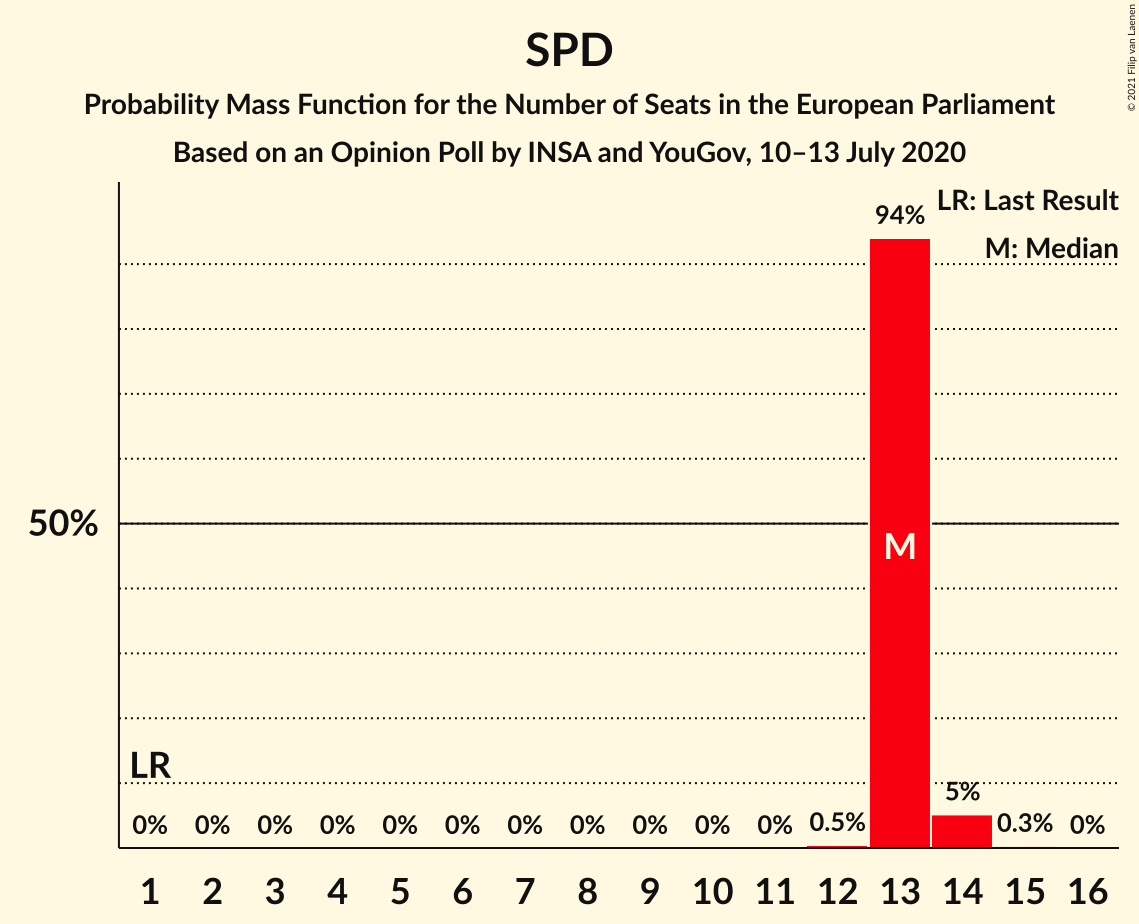 SPD
Probability Mass Function for the Number of Seats in the European Parliament
Based on an Opinion Poll by INSA and YouGov, 10–13 July 2020
© 2021 Filip van Laenen
LR: Last Result
M: Median
94%
50%
M
LR
5%
0% 0% 0% 0% 0% 0% 0% 0% 0% 0% 0% 0.5% 0.3% 0%
1 2 3 4 5 6 7 8 9 10 11 12 13 14 15 16